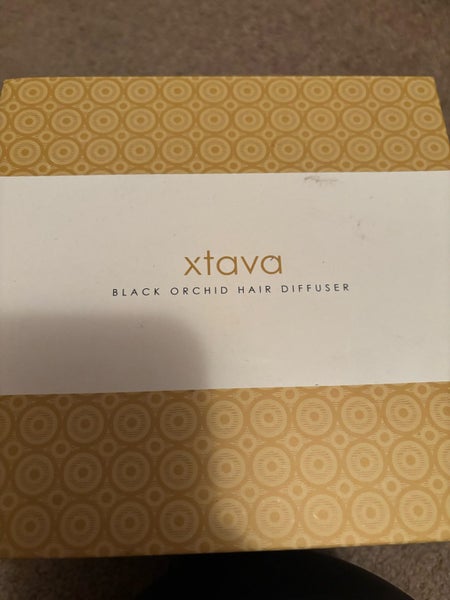 xtava
BLACK ORCHID HAIR DIFFUSER